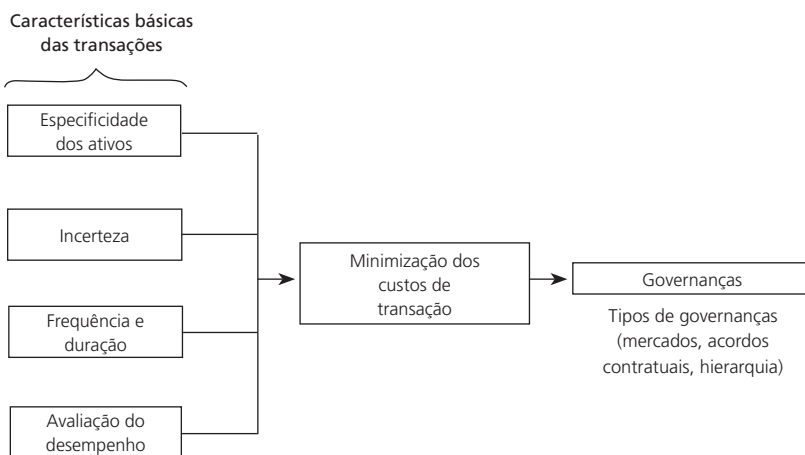 Características básicas
das transações
Especificidade
dos ativos
Incerteza
Frequência e
duração
Avaliação do
desempenho
Minimização dos
custos de
transação
Governanças
Tipos de governanças
(mercados, acordos
contratuais, hierarquia)